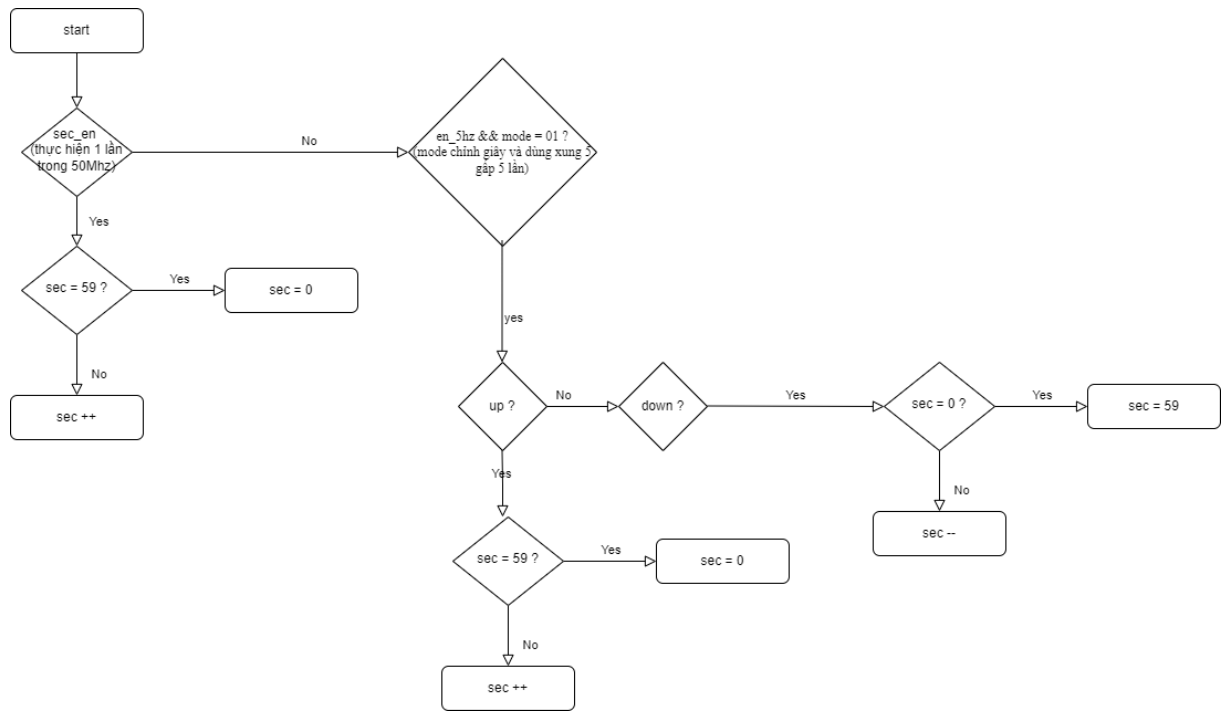 start
sec_en
(thực hiện 1 lần
trong 50Mhz)
No
en_5hz && mode = 01 ?
(mode chỉnh giây và dùng xung 5
gấp 5 lần)
Yes
sec = 59 ?
Yes
sec = 0
No
sec ++
yes
up ?
No
down ?
Yes
sec = 0 ?
Yes
sec = 59
No
sec --
Yes
sec = 59 ?
Yes
sec = 0
No
sec ++